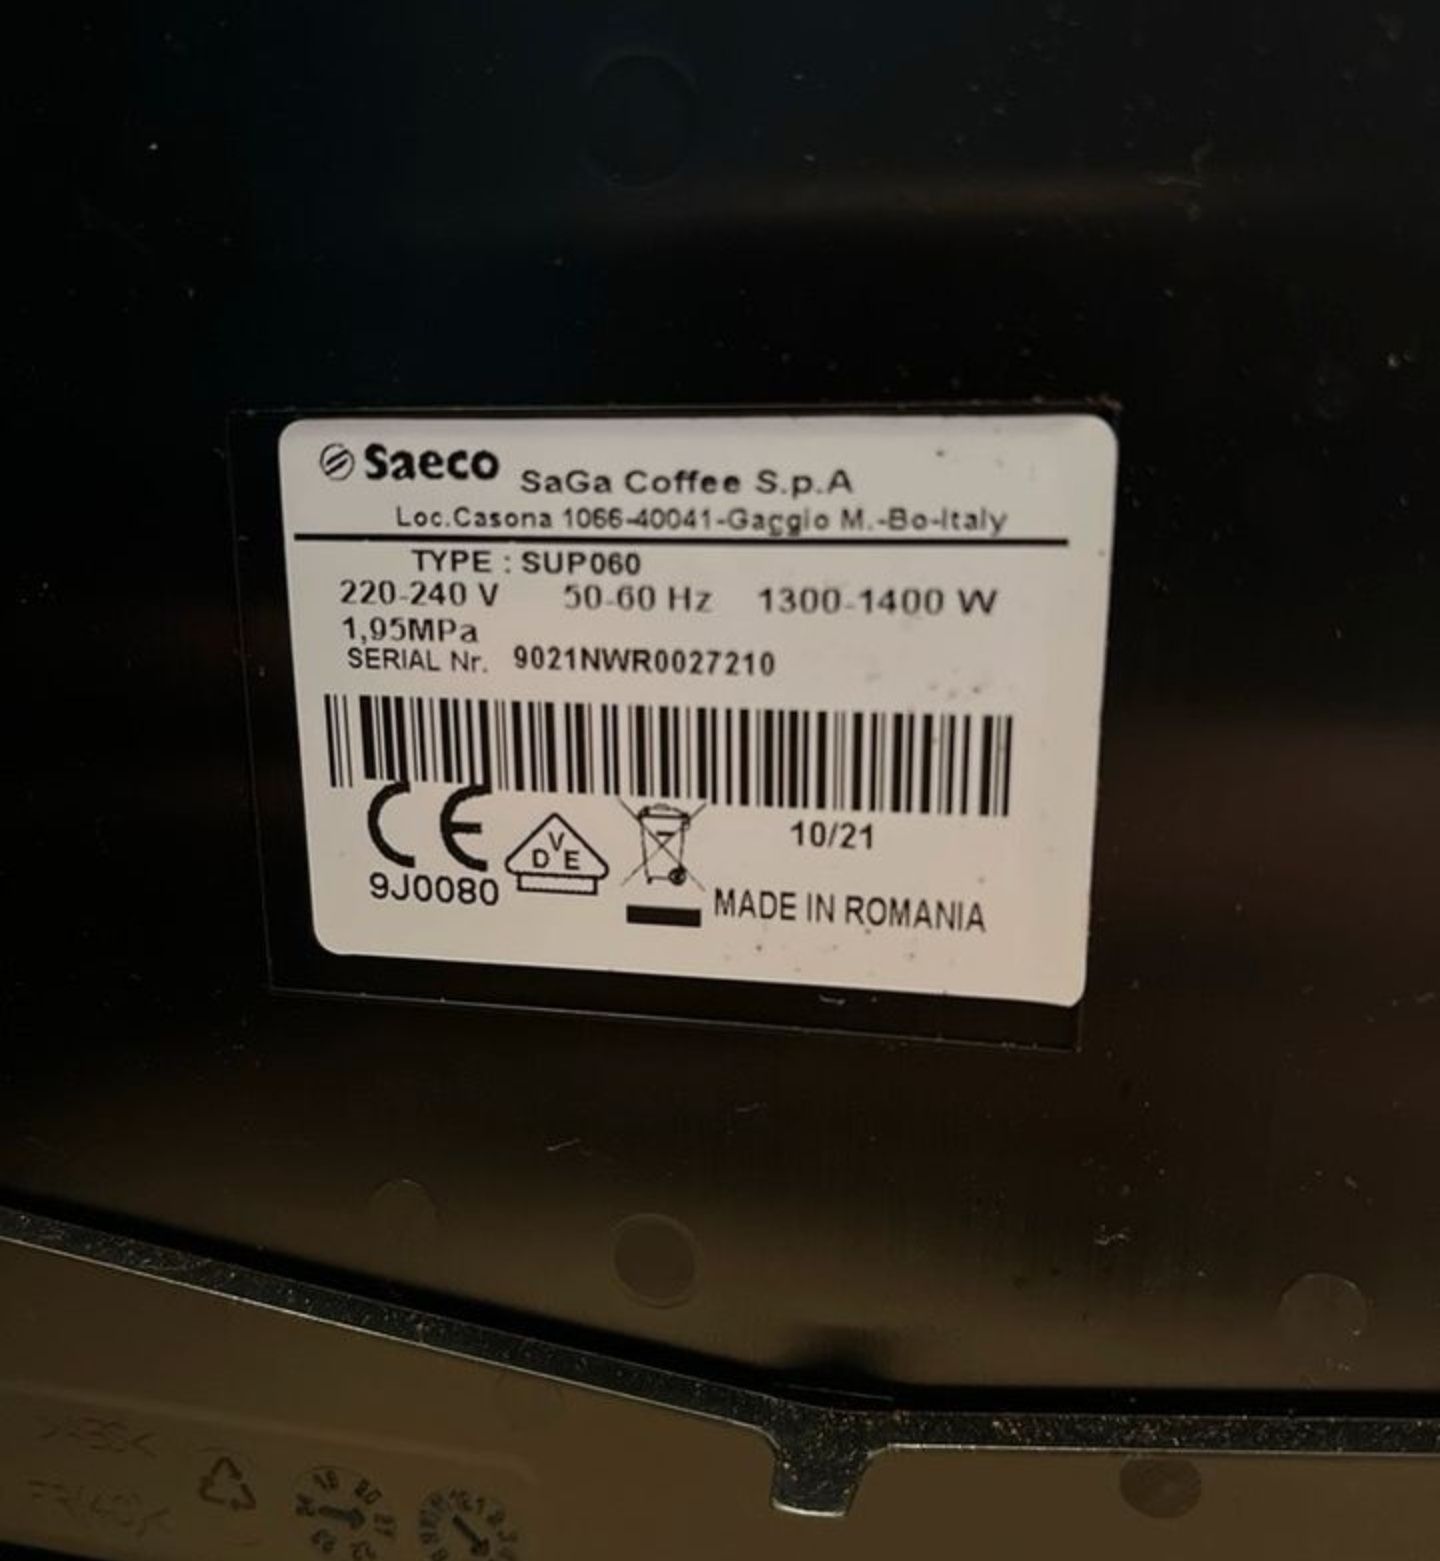 Saeco SaGa Coffee S.p.A
Loc.Casona 1066-40041-Gaggio M.-Bo-Italy
TYPE : SUP060
220-240 V 50-60 Hz 1300-1400 W
1,95MPa
SERIAL Nr. 9021NWR0027210
CE
DVE
10/21
9J0080
MADE IN ROMANIA